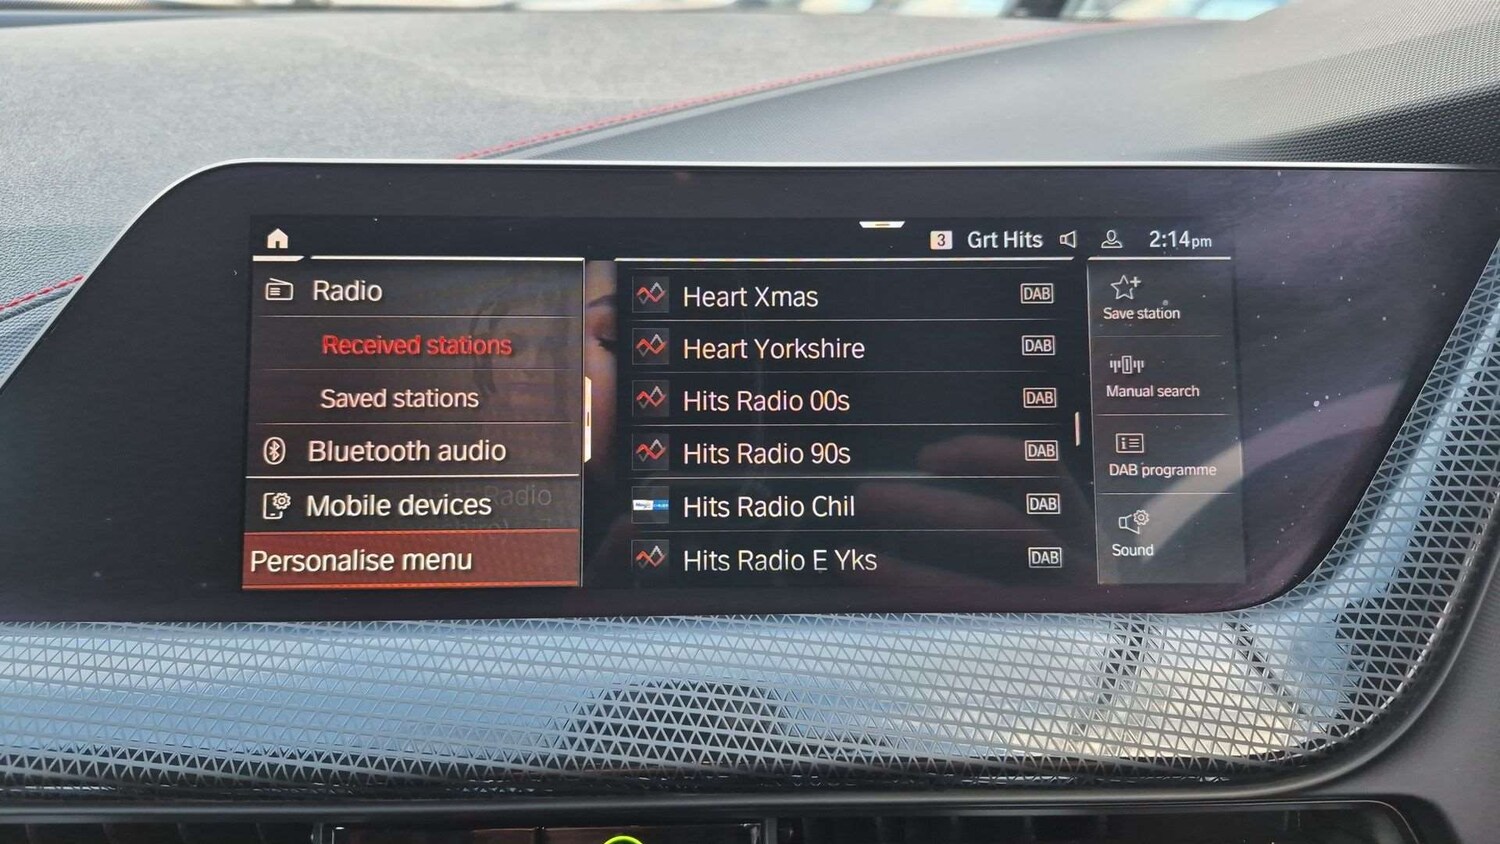 3 Grt Hits 2:14pm
Radio
Received stations
Saved stations
Bluetooth audio
Mobile devices
Personalise menu
Heart Xmas DAB
Heart Yorkshire DAB
Hits Radio 00s DAB
Hits Radio 90s DAB
Hits Radio Chil DAB
Hits Radio E Yks DAB
Save station
Manual search
DAB programme
Sound